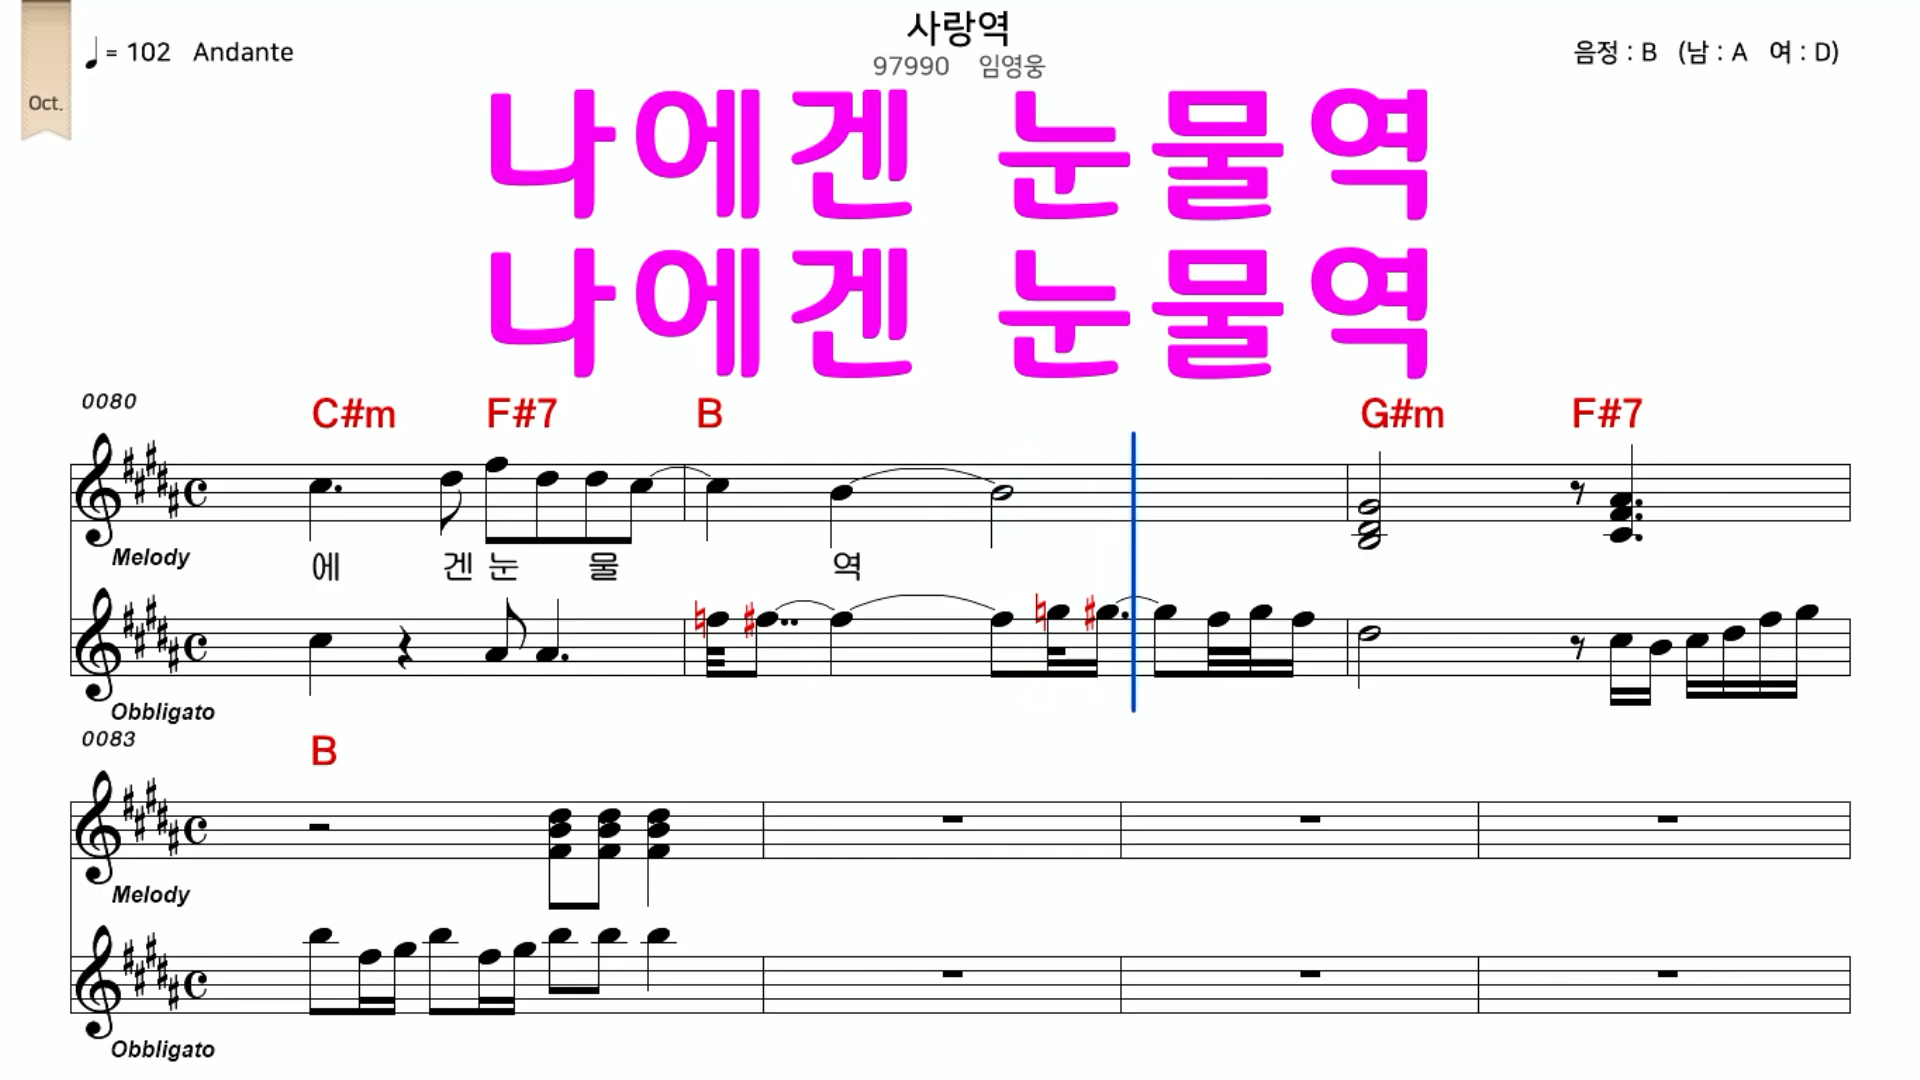 사랑역
♩ = 102 Andante
97990 임영웅
음정 : B (남 : A 여 : D)
Oct.
나에겐 눈물역
나에겐 눈물역
0080
C#m F#7 B G#m F#7
Melody
에 겐 눈 물 역
Obbligato
0083
B
Melody
Obbligato